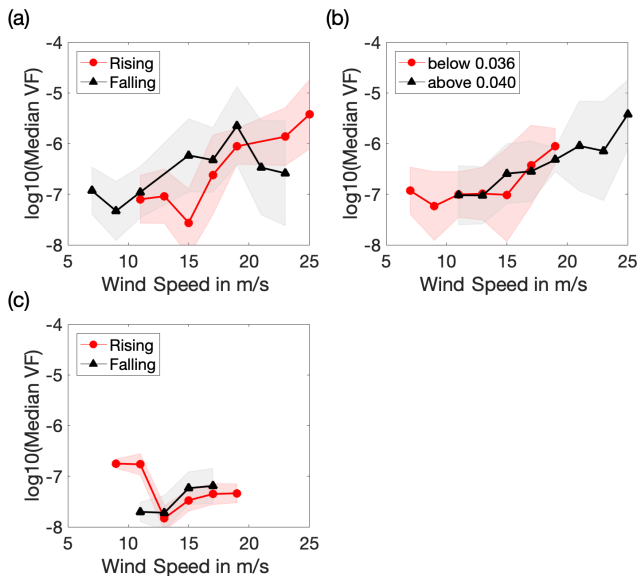 (a)
-4
-5
-6
-7
-8
log10(Median VF)
Rising
Falling
5 10 15 20 25
Wind Speed in m/s
(b)
-4
-5
-6
-7
-8
log10(Median VF)
below 0.036
above 0.040
5 10 15 20 25
Wind Speed in m/s
(c)
-4
-5
-6
-7
-8
log10(Median VF)
Rising
Falling
5 10 15 20 25
Wind Speed in m/s